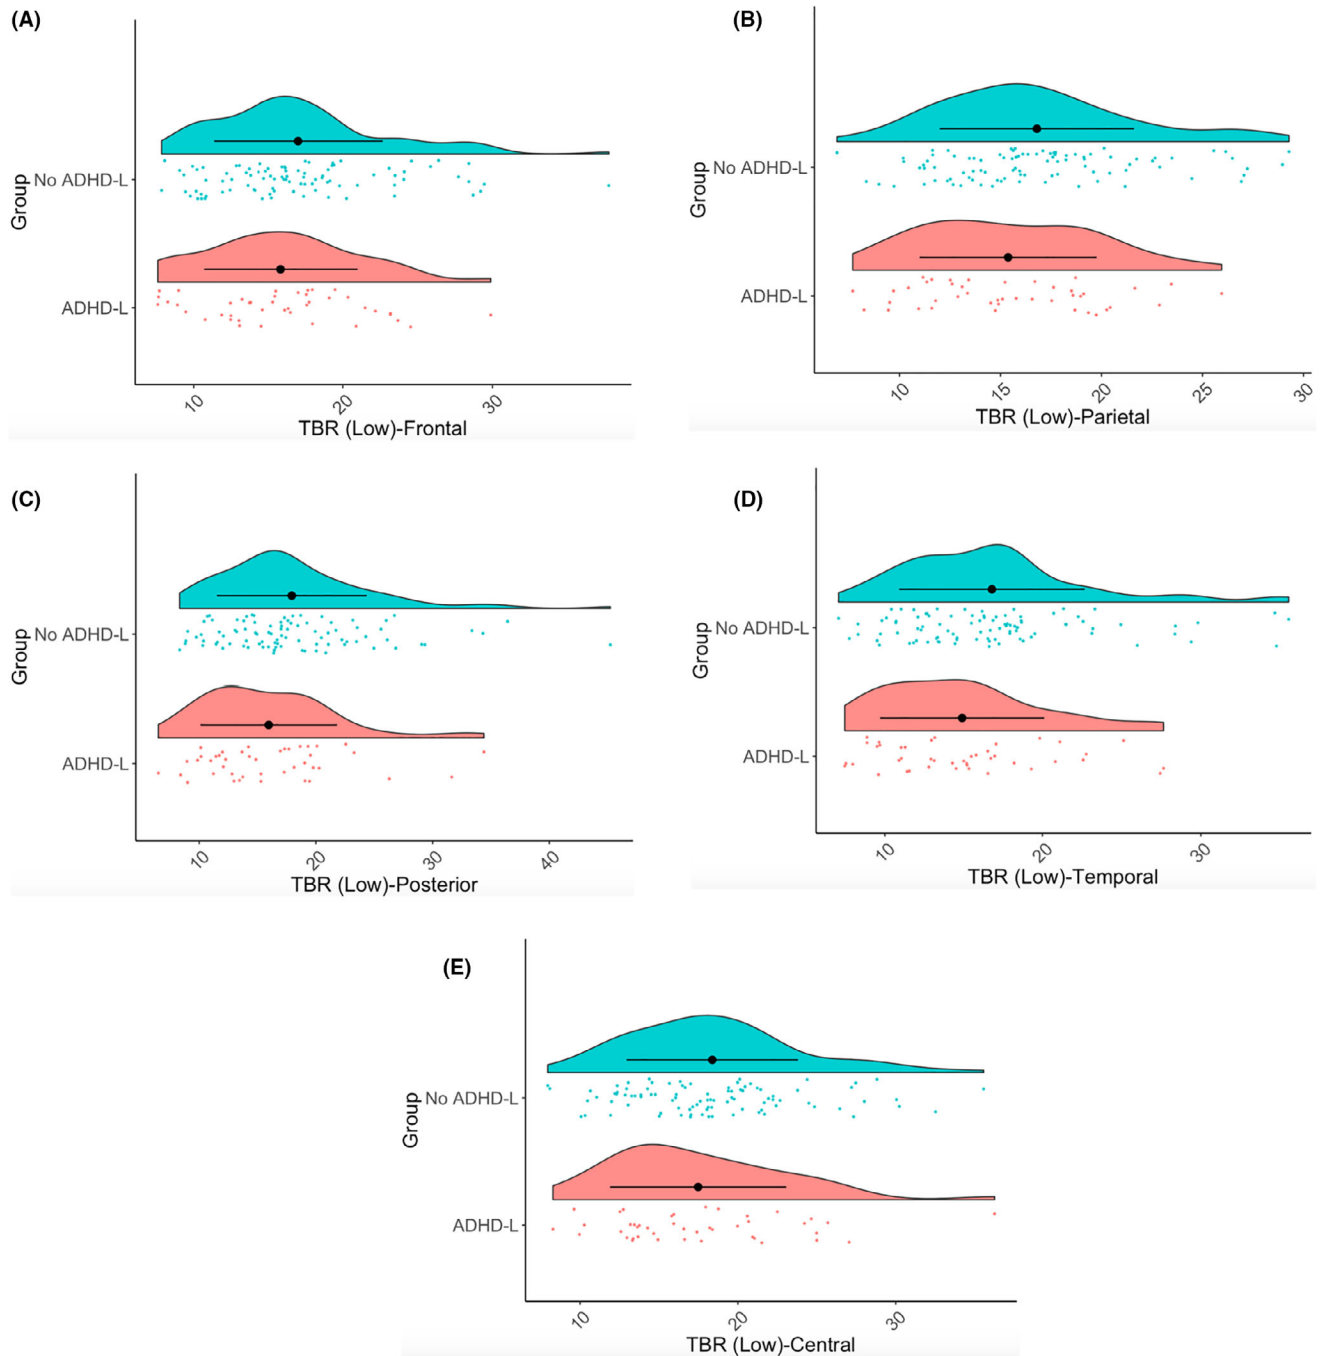 (A)
Group
No ADHD-L
ADHD-L
10
20
30
TBR (Low)-Frontal
(B)
Group
No ADHD-L
ADHD-L
10
15
20
25
30
TBR (Low)-Parietal
(C)
Group
No ADHD-L
ADHD-L
10
20
30
40
TBR (Low)-Posterior
(D)
Group
No ADHD-L
ADHD-L
10
20
30
TBR (Low)-Temporal
(E)
Group
No ADHD-L
ADHD-L
10
20
30
TBR (Low)-Central